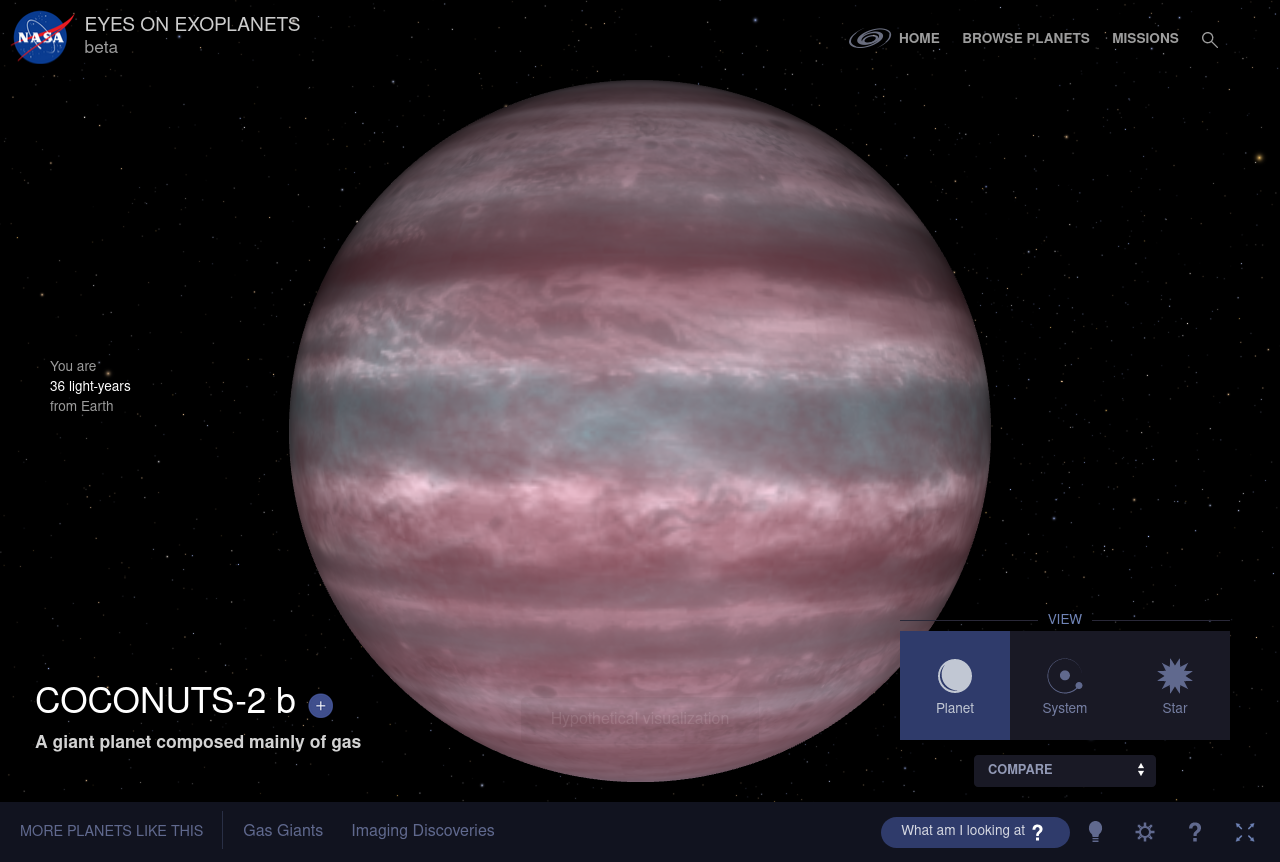 NASA
EYES ON EXOPLANETS
beta
HOME
BROWSE PLANETS
MISSIONS
You are
36 light-years
from Earth
VIEW
Planet
System
Star
COMPARE
COCONUTS-2 b +
A giant planet composed mainly of gas
Hypothetical visualization
MORE PLANETS LIKE THIS
Gas Giants
Imaging Discoveries
What am I looking at ?
?